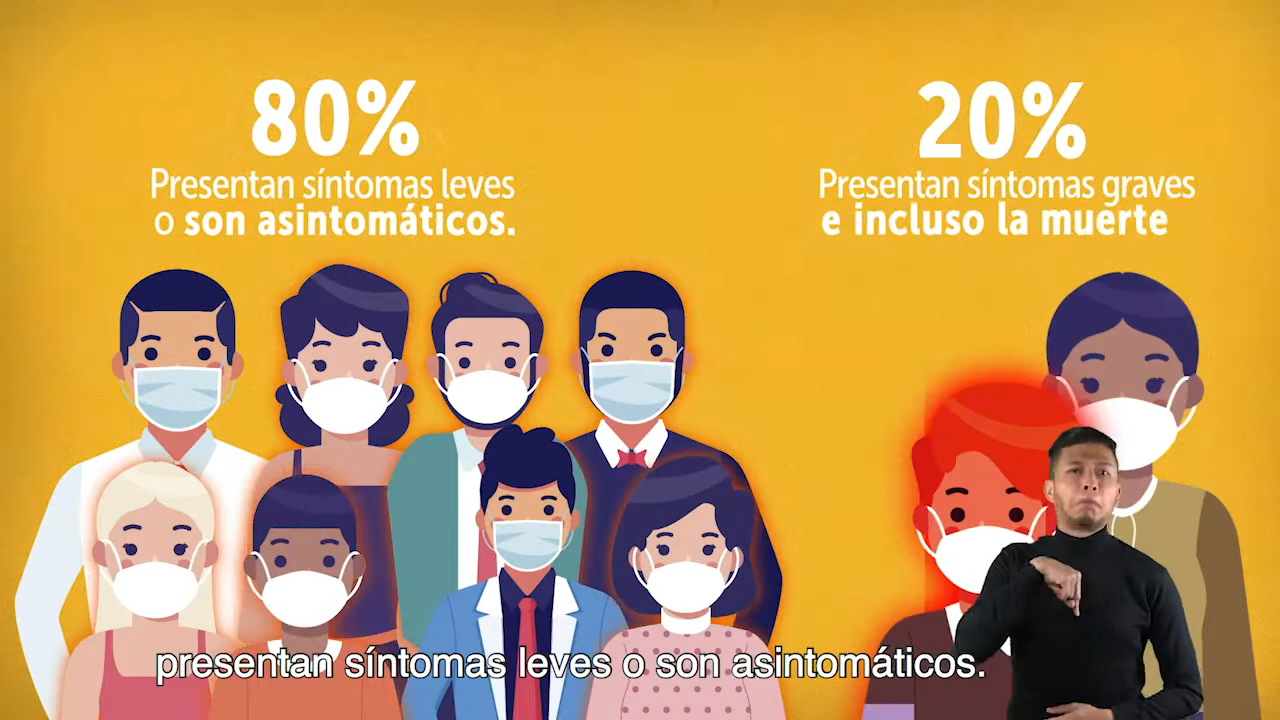 80%
Presentan síntomas leves
o son asintomáticos.
20%
Presentan síntomas graves
e incluso la muerte
presentan síntomas leves o son asintomáticos.